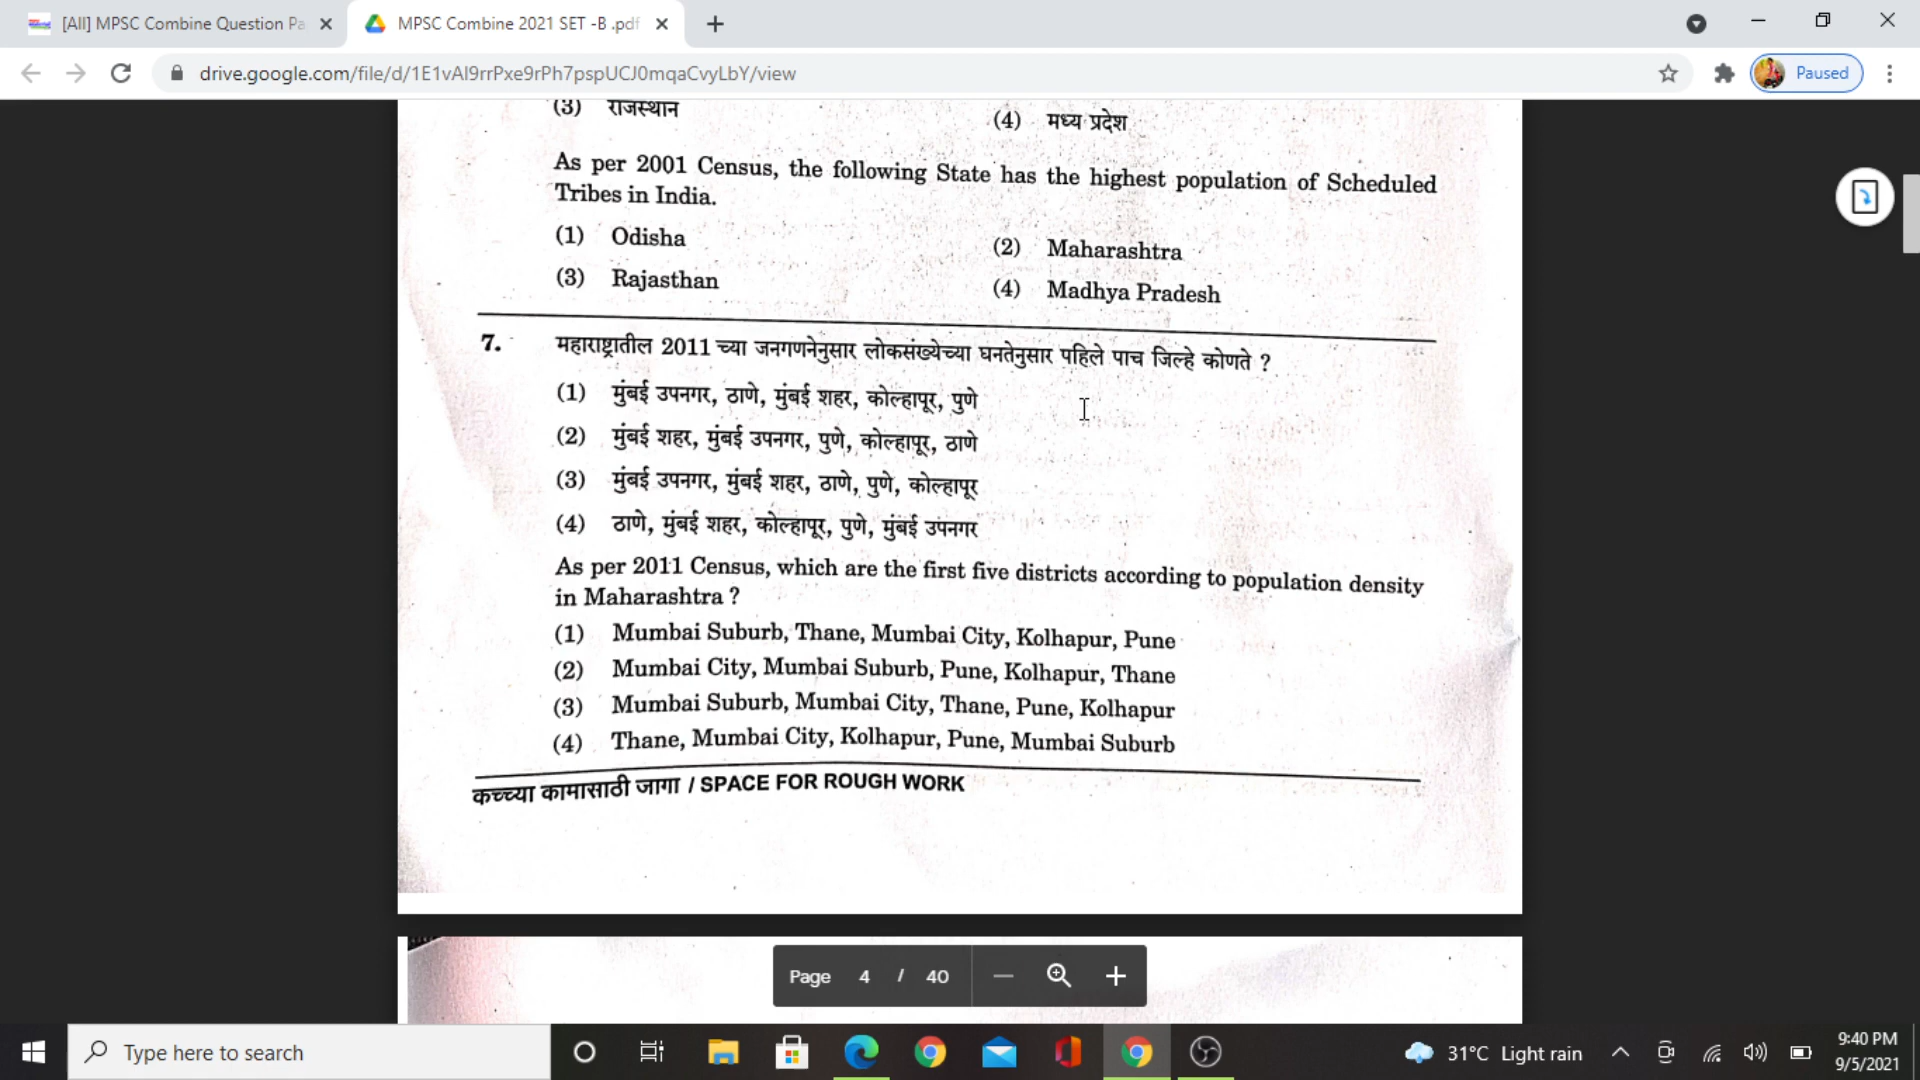 [All] MPSC Combine Question Pa
MPSC Combine 2021 SET -B .pdf
drive.google.com/file/d/1E1vAl9rrPxe9rPh7pspUCJ0mqaCvyLbY/view
Paused
(3) राजस्थान
(4) मध्य प्रदेश
As per 2001 Census, the following State has the highest population of Scheduled
Tribes in India.
(1) Odisha
(2) Maharashtra
(3) Rajasthan
(4) Madhya Pradesh
7. महाराष्ट्रातील 2011 च्या जनगणनेनुसार लोकसंख्येच्या घनतेनुसार पहिले पाच जिल्हे कोणते ?
(1) मुंबई उपनगर, ठाणे, मुंबई शहर, कोल्हापूर, पुणे
(2) मुंबई शहर, मुंबई उपनगर, पुणे, कोल्हापूर, ठाणे
(3) मुंबई उपनगर, मुंबई शहर, ठाणे, पुणे, कोल्हापूर
(4) ठाणे, मुंबई शहर, कोल्हापूर, पुणे, मुंबई उपनगर
As per 2011 Census, which are the first five districts according to population density
in Maharashtra ?
(1) Mumbai Suburb, Thane, Mumbai City, Kolhapur, Pune
(2) Mumbai City, Mumbai Suburb, Pune, Kolhapur, Thane
(3) Mumbai Suburb, Mumbai City, Thane, Pune, Kolhapur
(4) Thane, Mumbai City, Kolhapur, Pune, Mumbai Suburb
कच्च्या कामासाठी जागा / SPACE FOR ROUGH WORK
Page 4 / 40
Type here to search
31°C Light rain
9:40 PM
9/5/2021